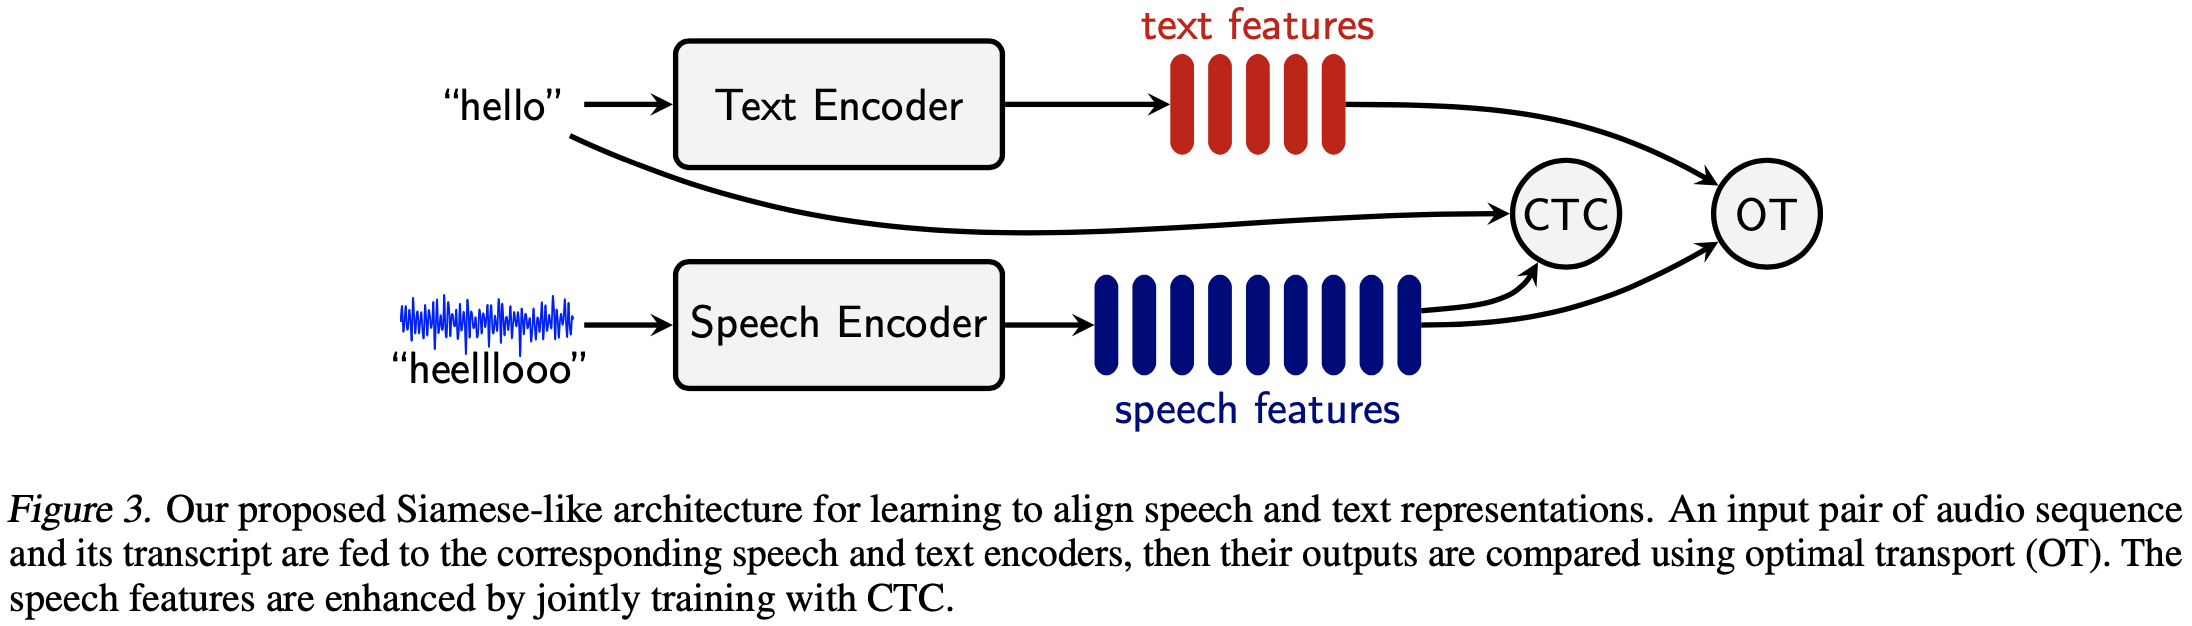 text features
“hello”
Text Encoder
CTC
OT
Speech Encoder
“heelllooo”
speech features
Figure 3. Our proposed Siamese-like architecture for learning to align speech and text representations. An input pair of audio sequence
and its transcript are fed to the corresponding speech and text encoders, then their outputs are compared using optimal transport (OT). The
speech features are enhanced by jointly training with CTC.